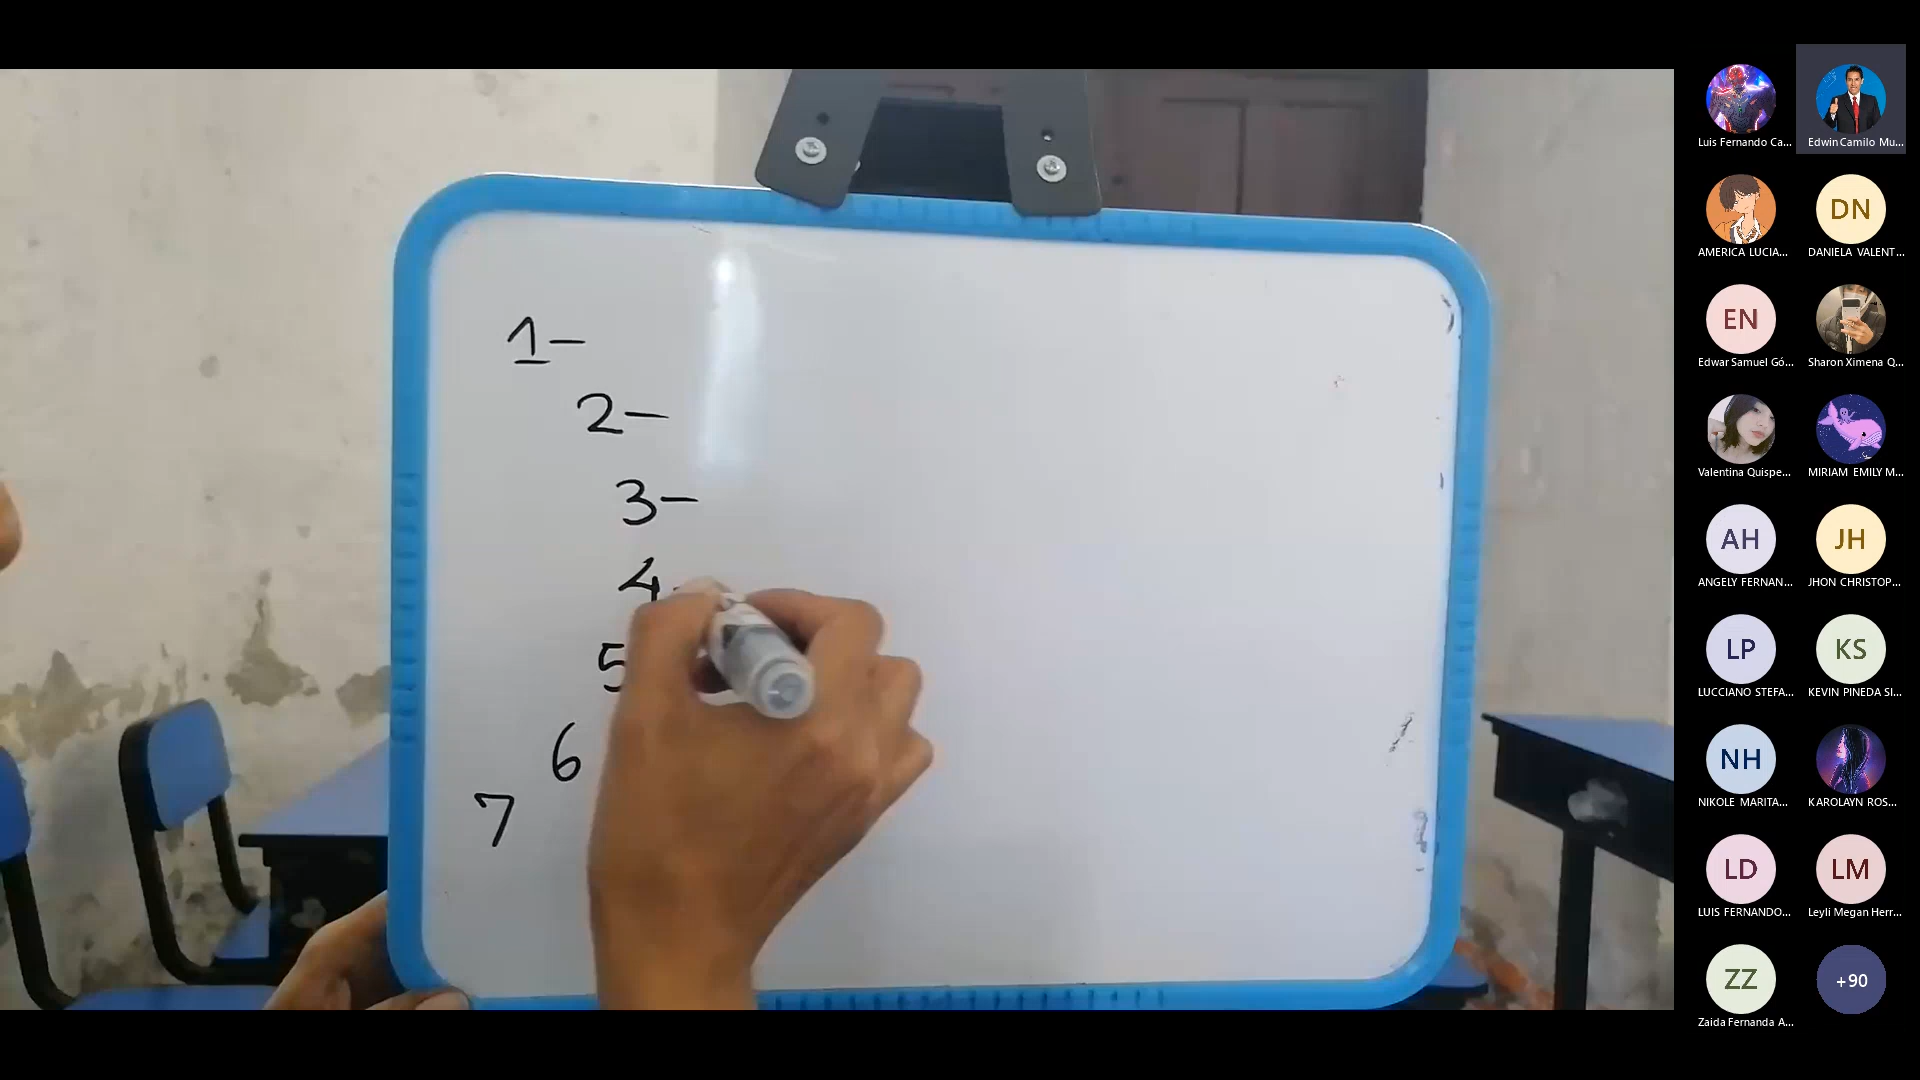 1-
2-
3-
4-
5
6
7
Luis Fernando Ca...
Edwin Camilo Mu...
AMERICA LUCIA...
DN
DANIELA VALENT...
EN
Edwar Samuel Gó...
Sharon Ximena Q...
Valentina Quispe...
MIRIAM EMILY M...
AH
ANGELY FERNAN...
JH
JHON CHRISTOP...
LP
LUCCIANO STEFA...
KS
KEVIN PINEDA SI...
NH
NIKOLE MARITA...
KAROLAYN ROS...
LD
LUIS FERNANDO...
LM
Leyli Megan Herr...
ZZ
Zaida Fernanda A...
+90